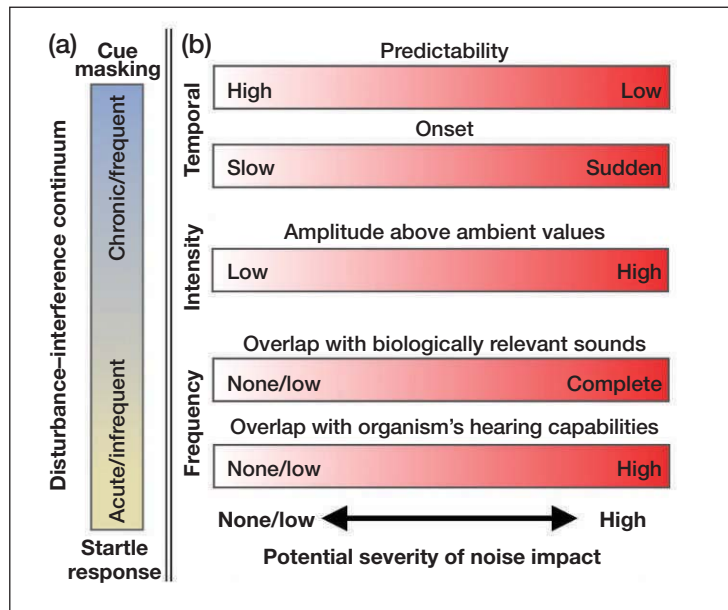 (a)
Cue
masking
Disturbance–interference continuum
Chronic/frequent
Acute/infrequent
Startle
response
(b)
Temporal
Predictability
High Low
Onset
Slow Sudden
Intensity
Amplitude above ambient values
Low High
Frequency
Overlap with biologically relevant sounds
None/low Complete
Overlap with organism's hearing capabilities
None/low High
None/low High
Potential severity of noise impact